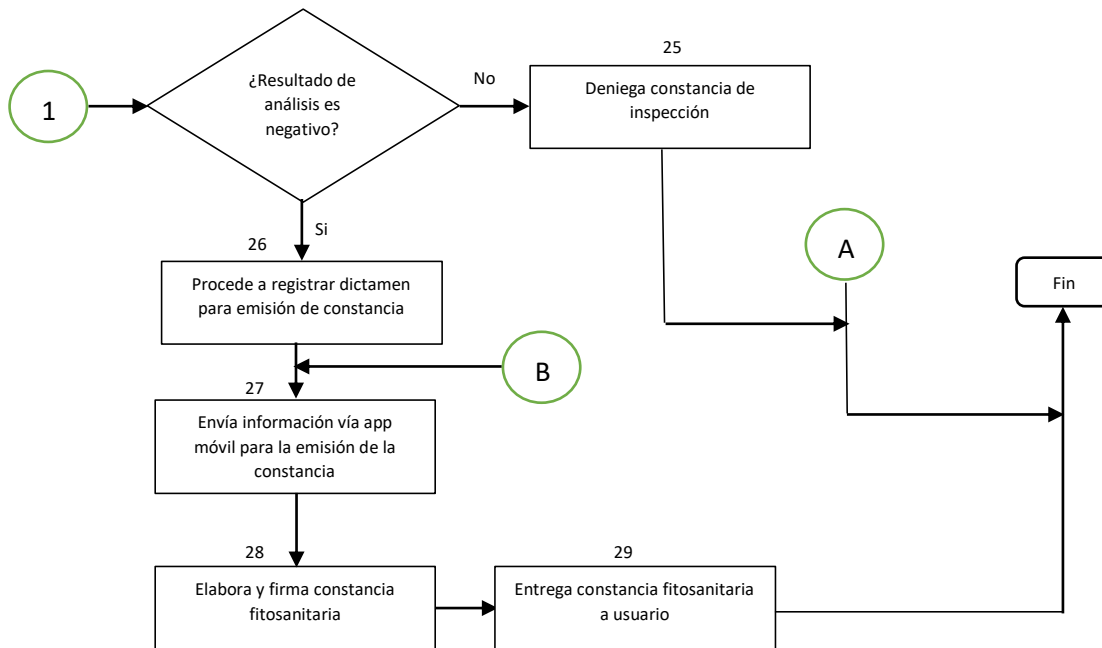 1
¿Resultado de
análisis es
negativo?
No
25
Deniega constancia de
inspección
Si
26
Procede a registrar dictamen
para emisión de constancia
A
Fin
B
27
Envía información vía app
móvil para la emisión de la
constancia
28
Elabora y firma constancia
fitosanitaria
29
Entrega constancia fitosanitaria
a usuario